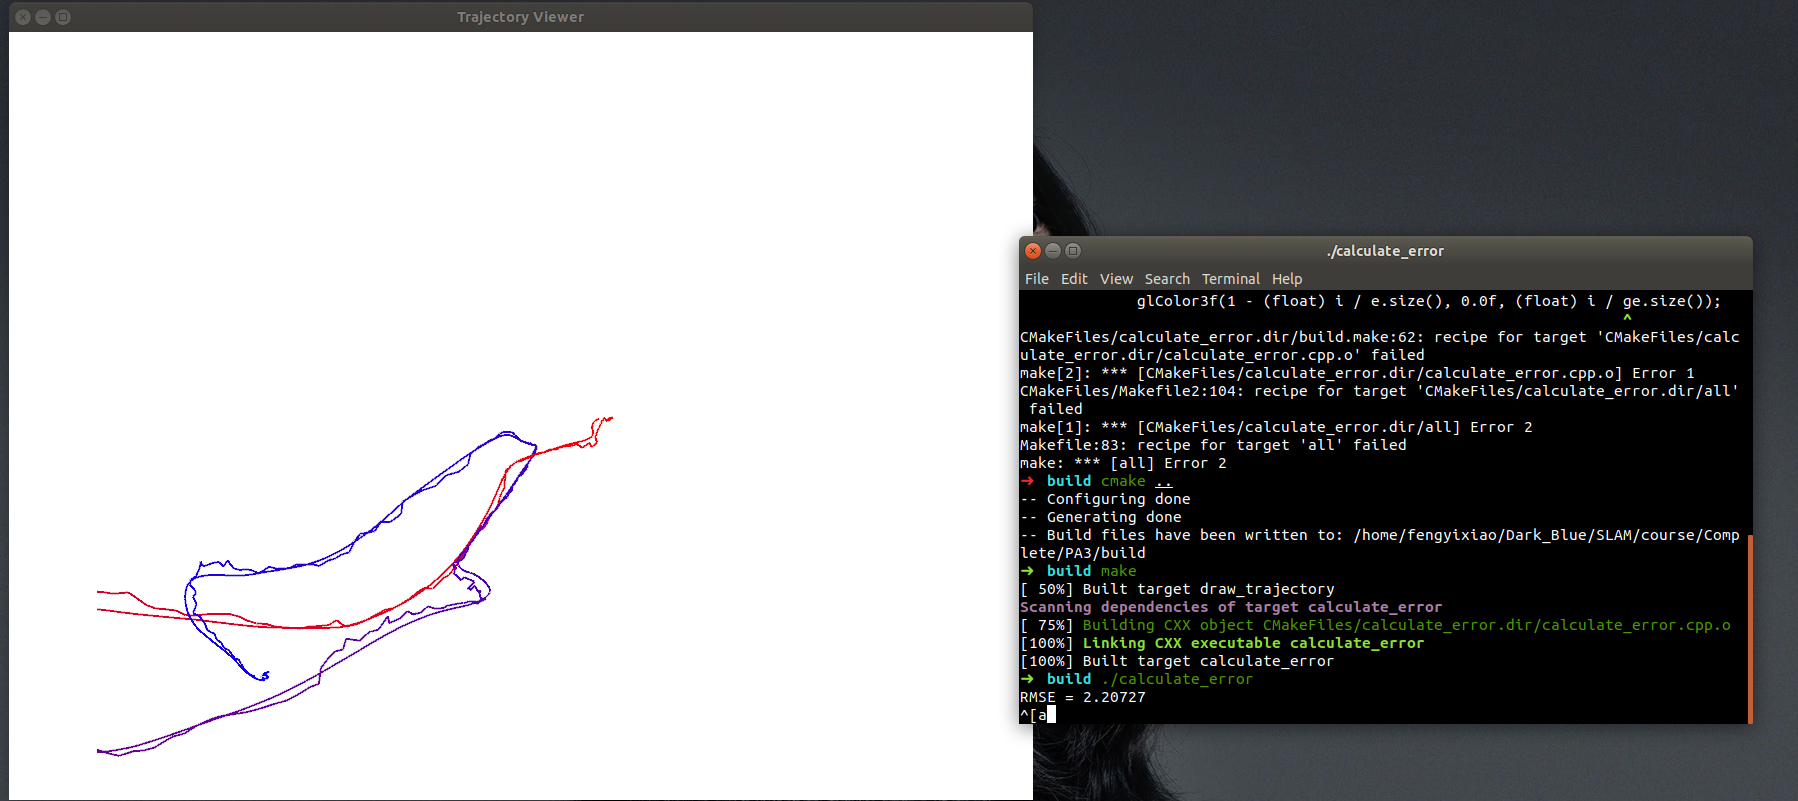 Trajectory Viewer
./calculate_error
File Edit View Search Terminal Help
glColor3f(1 - (float) i / e.size(), 0.0f, (float) i / ge.size());
^
CMakeFiles/calculate_error.dir/build.make:62: recipe for target 'CMakeFiles/calc
ulate_error.dir/calculate_error.cpp.o' failed
make[2]: *** [CMakeFiles/calculate_error.dir/calculate_error.cpp.o] Error 1
CMakeFiles/Makefile2:104: recipe for target 'CMakeFiles/calculate_error.dir/all'
failed
make[1]: *** [CMakeFiles/calculate_error.dir/all] Error 2
Makefile:83: recipe for target 'all' failed
make: *** [all] Error 2
➜ build cmake ..
-- Configuring done
-- Generating done
-- Build files have been written to: /home/fengyixiao/Dark_Blue/SLAM/course/Comp
lete/PA3/build
➜ build make
[ 50%] Built target draw_trajectory
Scanning dependencies of target calculate_error
[ 75%] Building CXX object CMakeFiles/calculate_error.dir/calculate_error.cpp.o
[100%] Linking CXX executable calculate_error
[100%] Built target calculate_error
➜ build ./calculate_error
RMSE = 2.20727
^[a